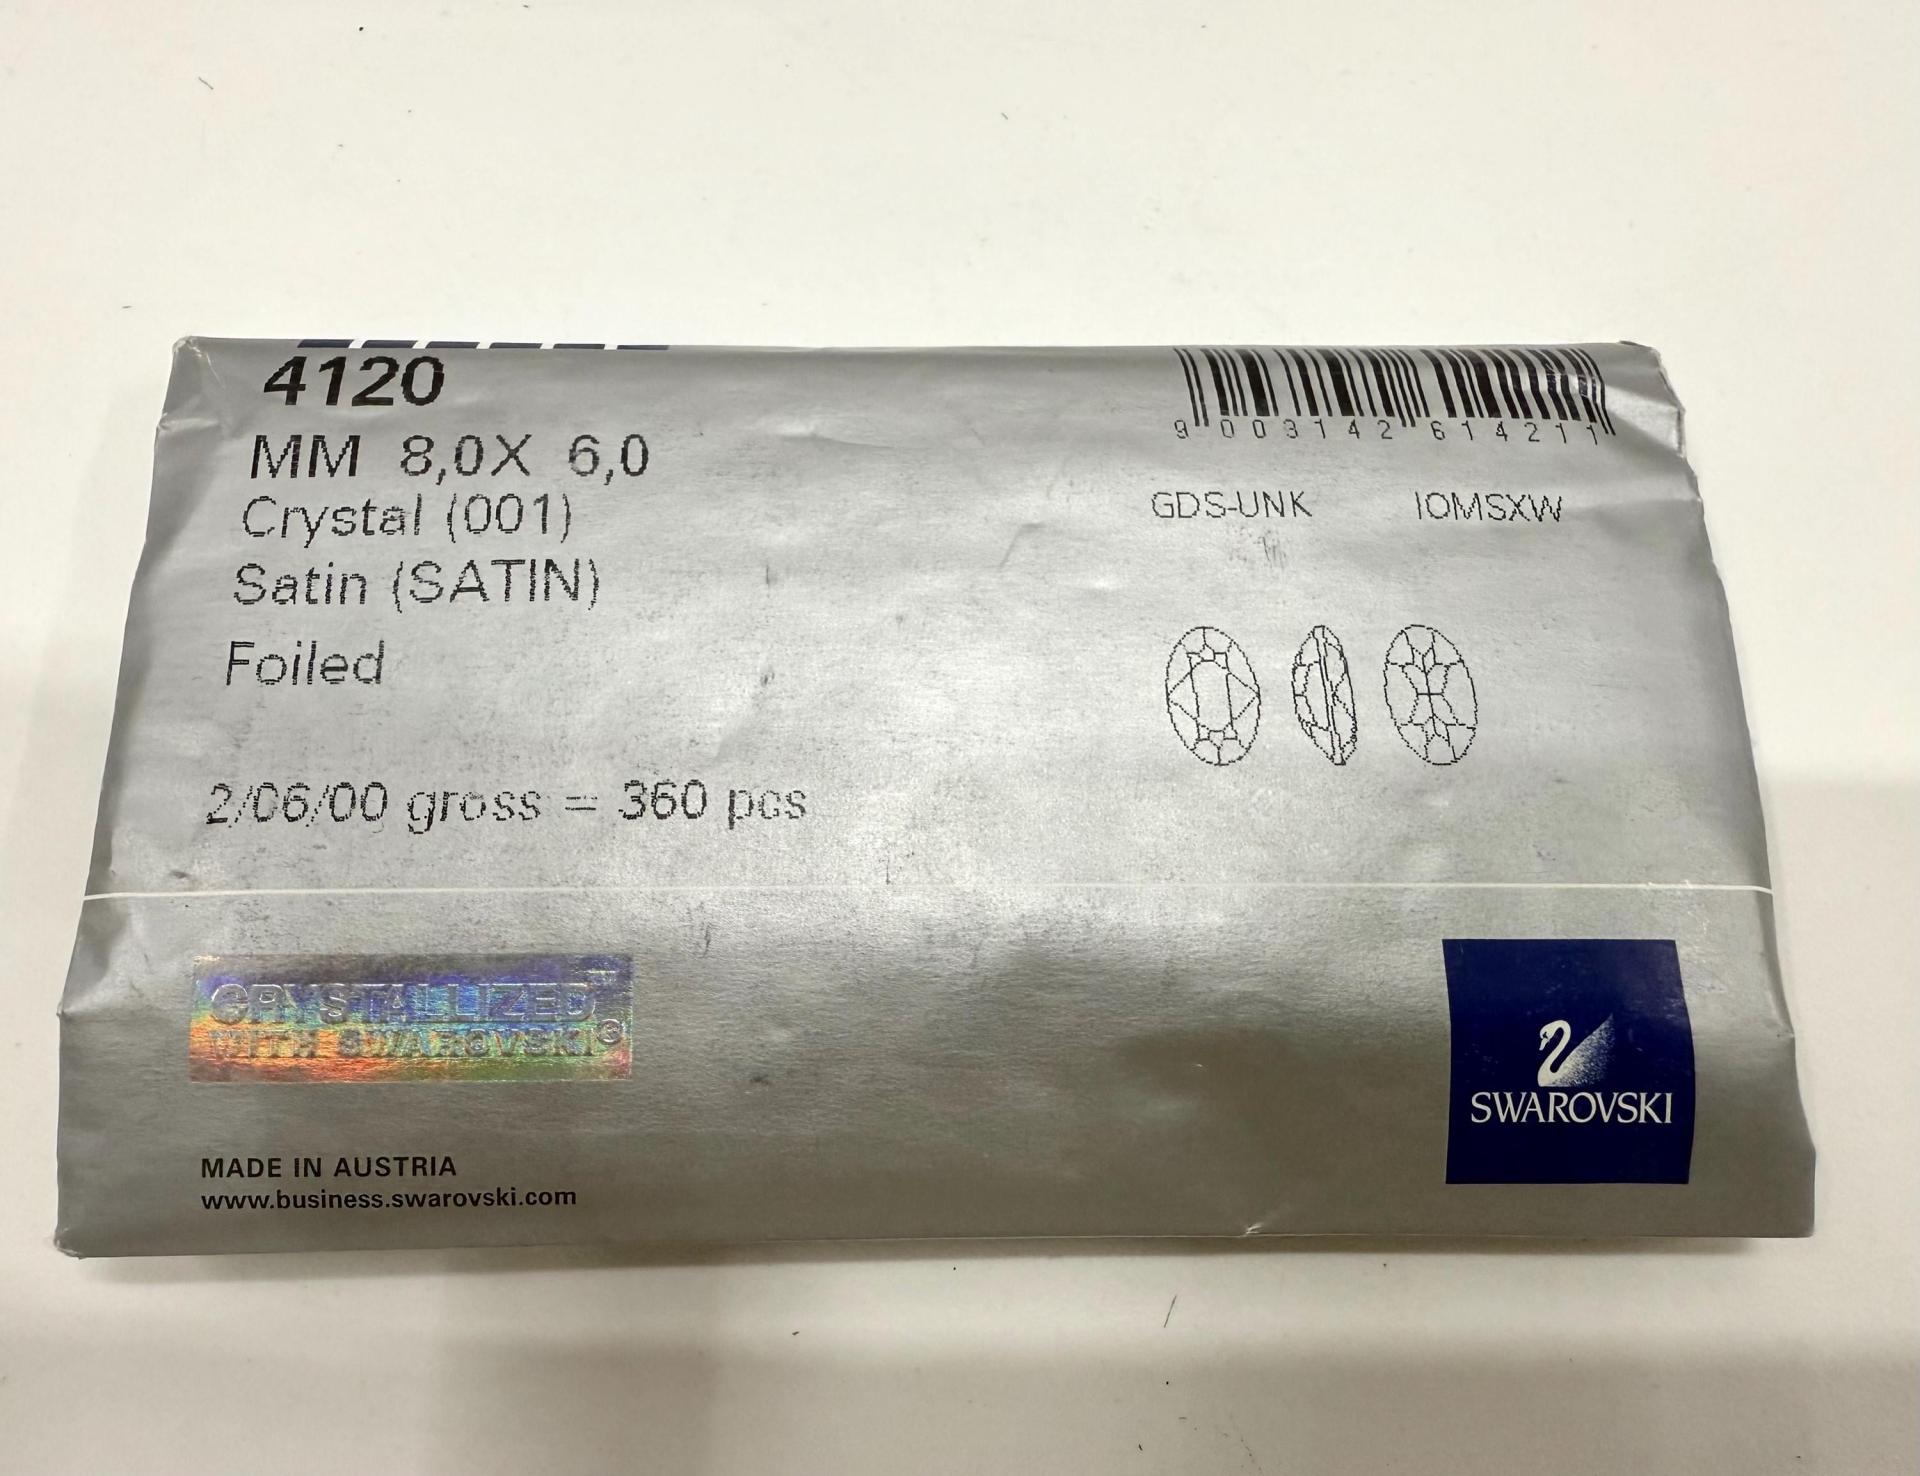 4120
MM 8,0X 6,0
Crystal (001)
Satin (SATIN)
Foiled
2/06/00 gross = 360 pcs
9 003142 614211
GDS-UNK IOMSXW
CRYSTALLIZED™
WITH SWAROVSKI®
MADE IN AUSTRIA
www.business.swarovski.com
SWAROVSKI